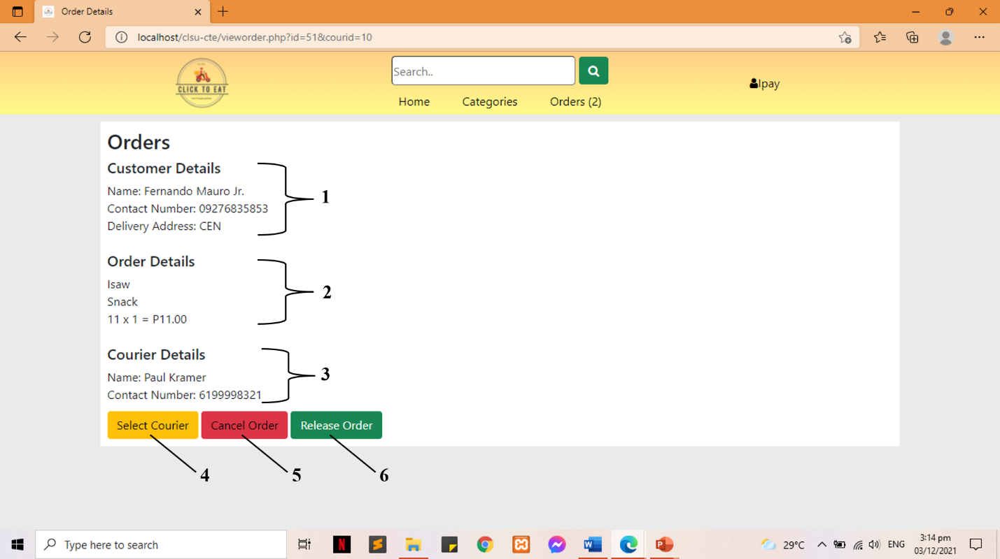 Order Details
localhost/clsu-cte/vieworder.php?id=51&courid=10
CLICK TO EAT
Search..
Home Categories Orders (2)
Ipay
Orders
Customer Details
Name: Fernando Mauro Jr.
Contact Number: 09276835853
Delivery Address: CEN
1
Order Details
Isaw
Snack
11 x 1 = P11.00
2
Courier Details
Name: Paul Kramer
Contact Number: 6199998321
3
Select Courier Cancel Order Release Order
4 5 6
Type here to search
29°C
ENG
3:14 pm
03/12/2021